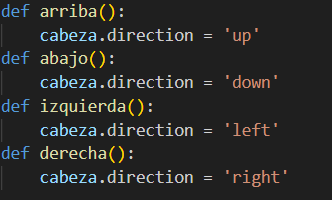 def arriba():
    cabeza.direction = 'up'
def abajo():
    cabeza.direction = 'down'
def izquierda():
    cabeza.direction = 'left'
def derecha():
    cabeza.direction = 'right'